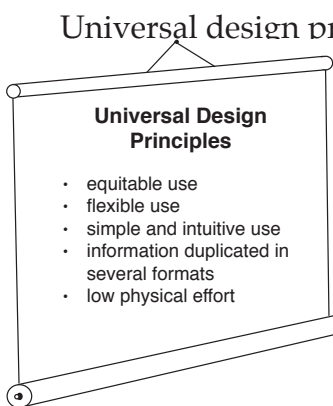 Universal design
Universal Design
Principles
· equitable use
· flexible use
· simple and intuitive use
· information duplicated in
several formats
· low physical effort